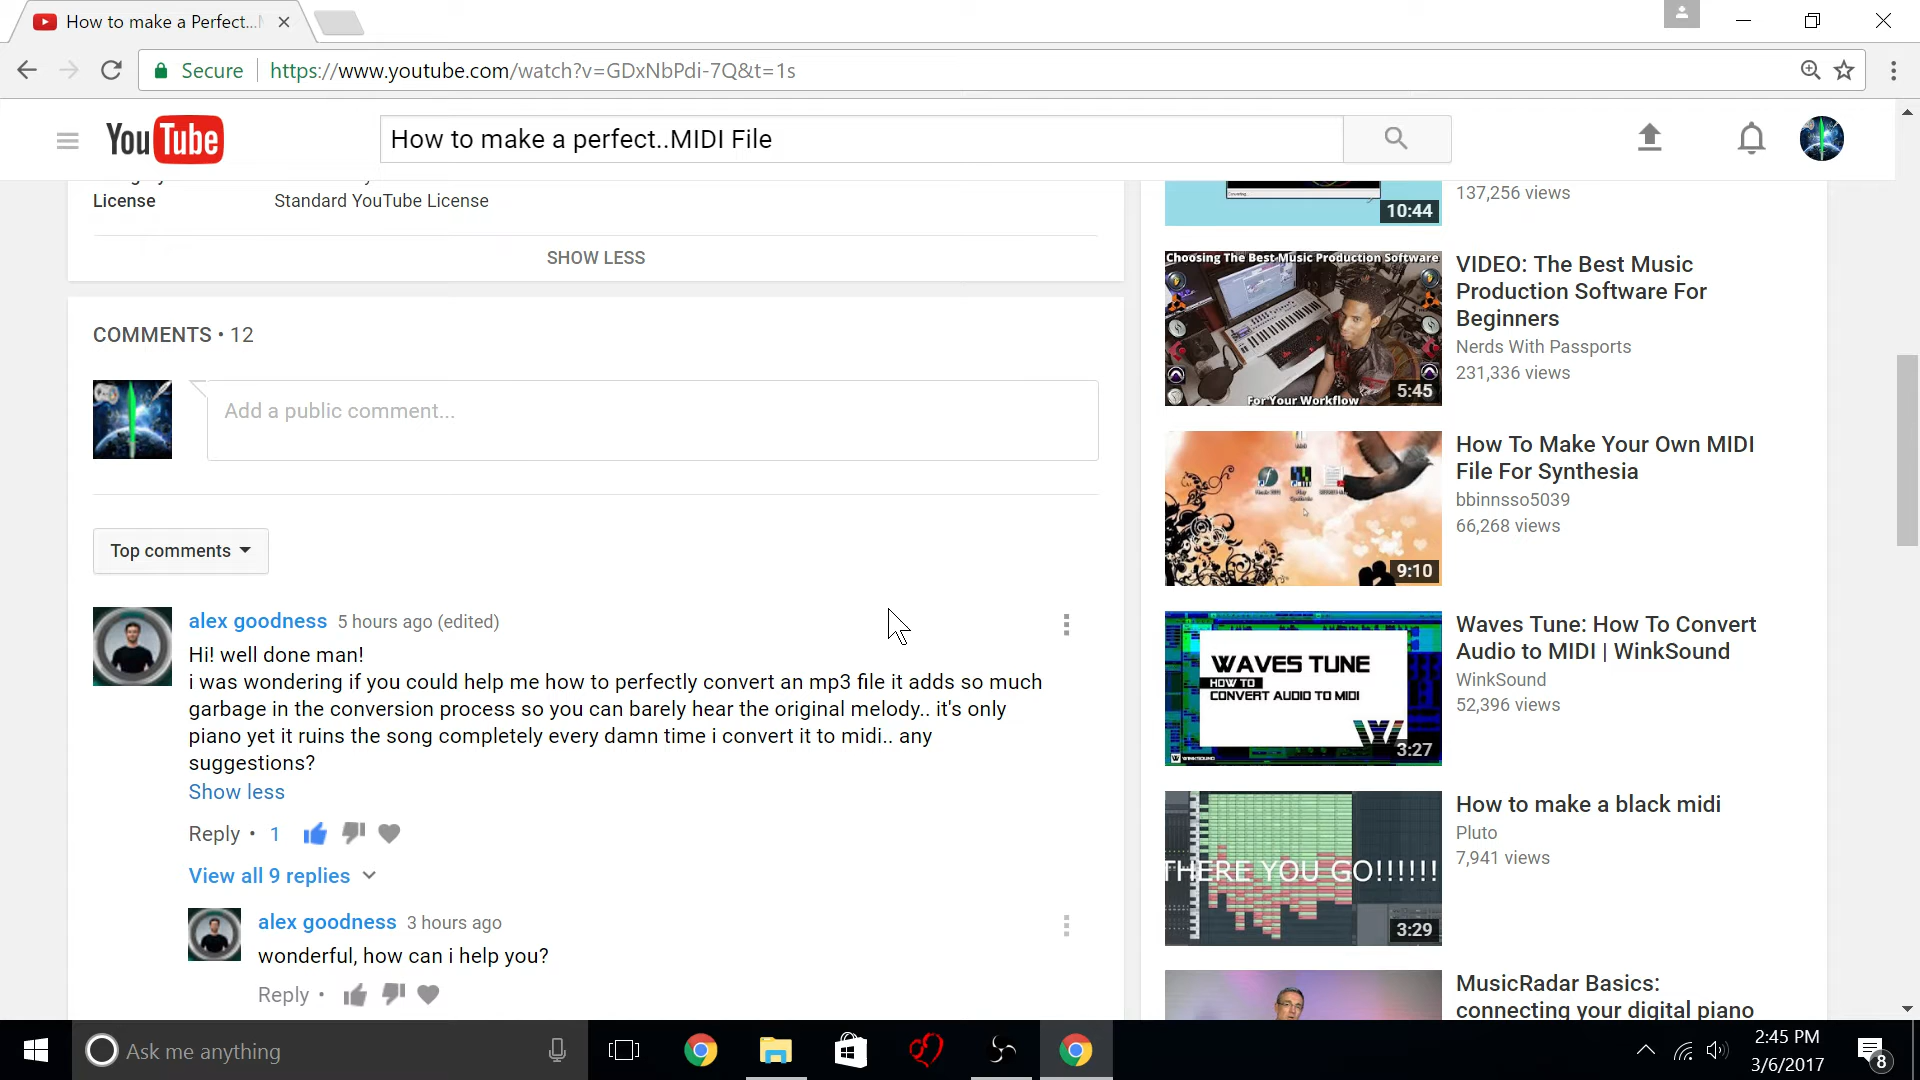 How to make a Perfect...M
Secure
https://www.youtube.com/watch?v=GDxNbPdi-7Q&t=1s
YouTube
How to make a perfect..MIDI File
License
Standard YouTube License
SHOW LESS
COMMENTS • 12
Add a public comment...
Top comments
alex goodness 5 hours ago (edited)
Hi! well done man!
i was wondering if you could help me how to perfectly convert an mp3 file it adds so much
garbage in the conversion process so you can barely hear the original melody.. it's only
piano yet it ruins the song completely every damn time i convert it to midi.. any
suggestions?
Show less
Reply • 1
View all 9 replies
alex goodness 3 hours ago
wonderful, how can i help you?
Reply •
137,256 views
10:44
Choosing The Best Music Production Software
For Your Workflow
5:45
VIDEO: The Best Music
Production Software For
Beginners
Nerds With Passports
231,336 views
9:10
How To Make Your Own MIDI
File For Synthesia
bbinnsso5039
66,268 views
WAVES TUNE
HOW TO
CONVERT AUDIO TO MIDI
W WINKSOUND
3:27
Waves Tune: How To Convert
Audio to MIDI | WinkSound
WinkSound
52,396 views
THERE YOU GO!!!!!!
3:29
How to make a black midi
Pluto
7,941 views
MusicRadar Basics:
connecting your digital piano
Ask me anything
2:45 PM
3/6/2017
8